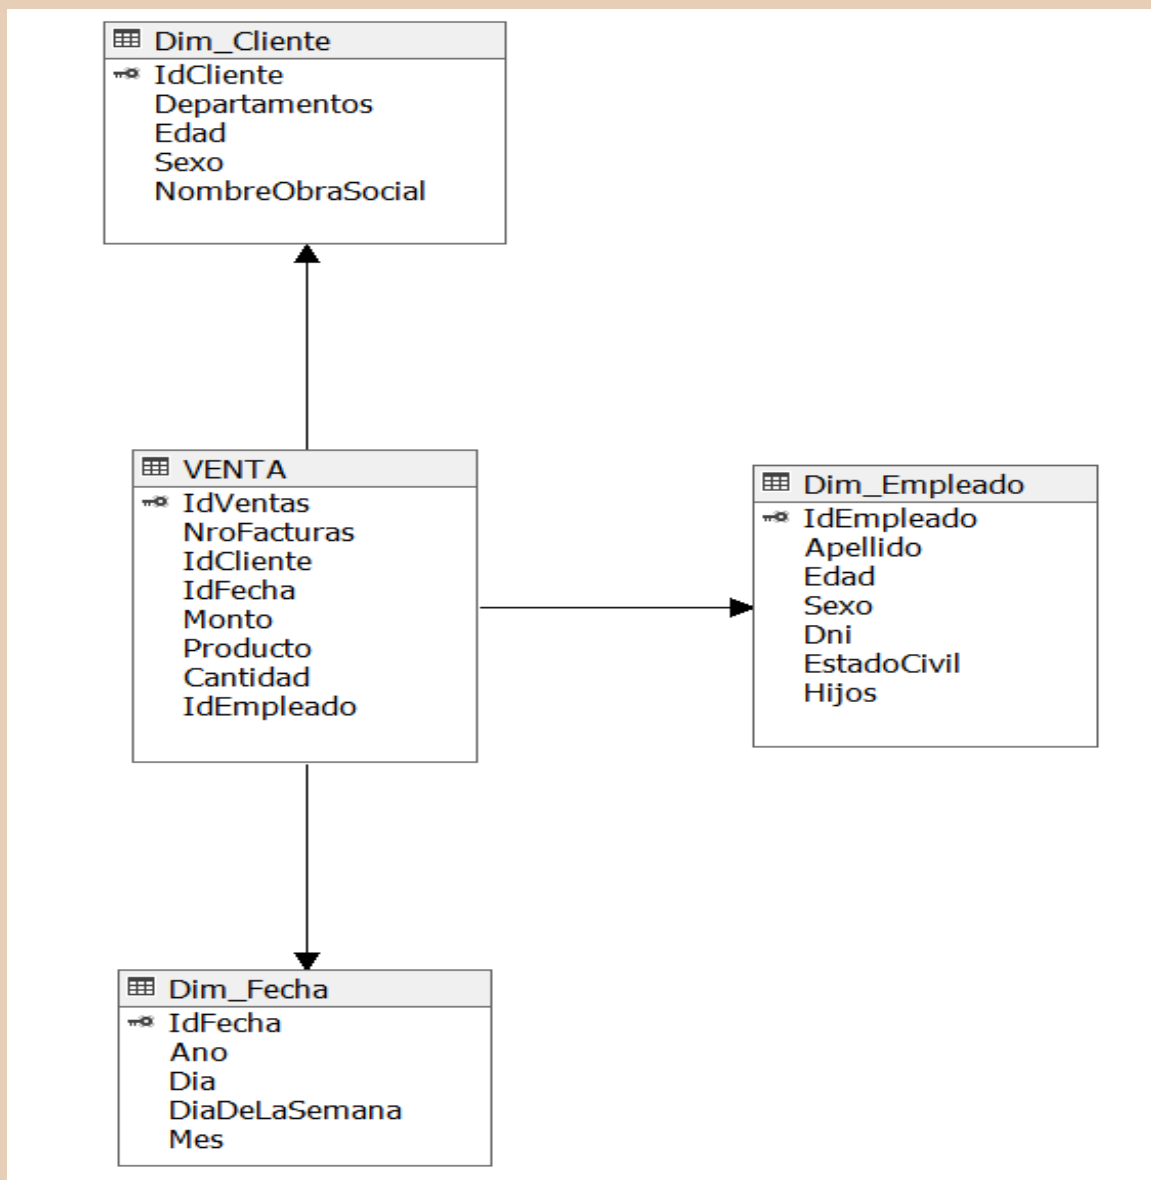 Dim_Cliente
IdCliente
Departamentos
Edad
Sexo
NombreObraSocial
VENTA
IdVentas
NroFacturas
IdCliente
IdFecha
Monto
Producto
Cantidad
IdEmpleado
Dim_Empleado
IdEmpleado
Apellido
Edad
Sexo
Dni
EstadoCivil
Hijos
Dim_Fecha
IdFecha
Ano
Dia
DiaDeLaSemana
Mes